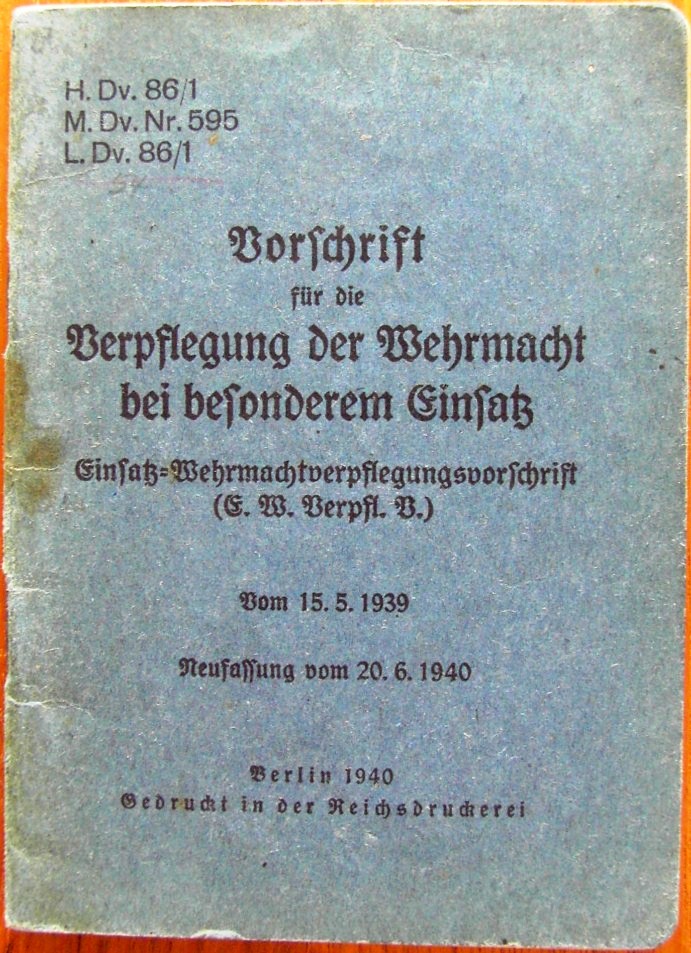 H. Dv. 86/1
M. Dv. Nr. 595
L. Dv. 86/1
Vorſchrift
für die
Verpflegung der Wehrmacht
bei beſonderem Einſatz
Einſatz=Wehrmachtverpflegungsvorſchrift
(E. W. Verpfl. V.)
Vom 15. 5. 1939
Neufaſſung vom 20. 6. 1940
Berlin 1940
Gedruckt in der Reichsdruckerei